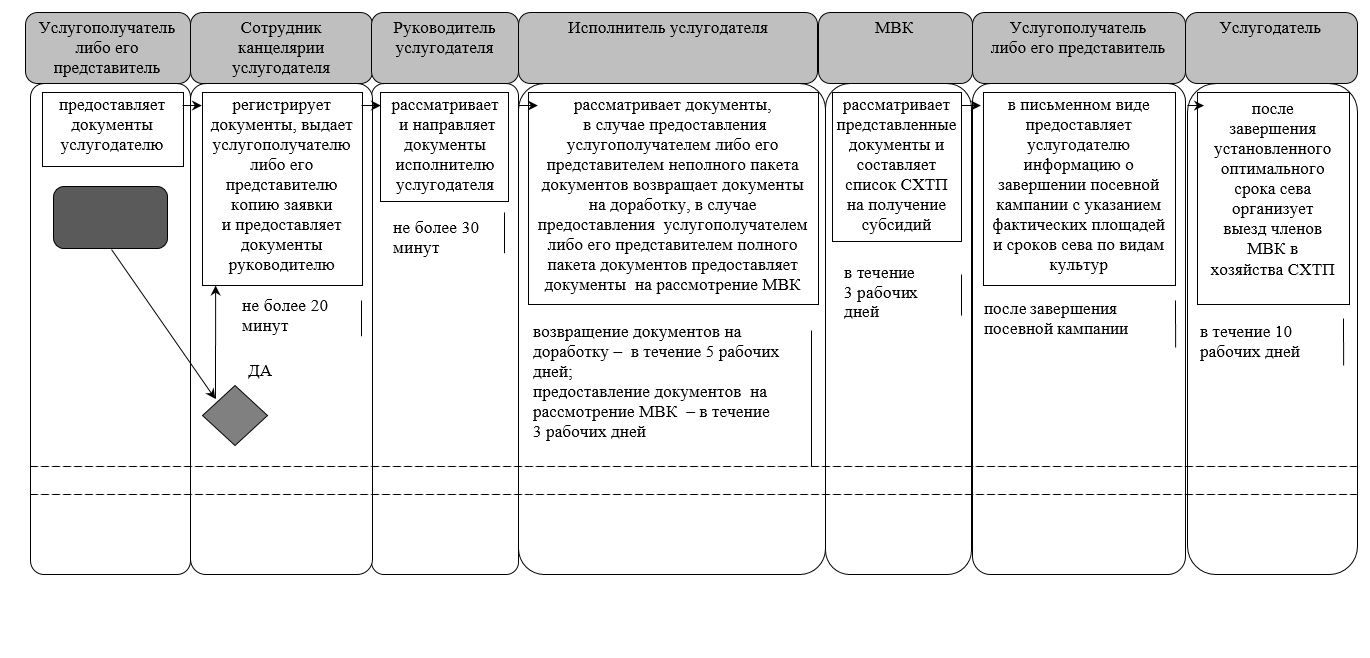 Услугополучатель
либо его
представитель
Сотрудник
канцелярии
услугодателя
Руководитель
услугодателя
Исполнитель услугодателя
МВК
Услугополучатель
либо его представитель
Услугодатель
предоставляет
документы
услугодателю
регистрирует
документы, выдает
услугополучателю
либо его
представителю
копию заявки
и предоставляет
документы
руководителю
не более 20
минут
ДА
рассматривает
и направляет
документы
исполнителю
услугодателя
не более 30
минут
рассматривает документы,
в случае предоставления
услугополучателем либо его
представителем неполного пакета
документов возвращает документы
на доработку, в случае
предоставления услугополучателем
либо его представителем полного
пакета документов предоставляет
документы на рассмотрение МВК
возвращение документов на
доработку – в течение 5 рабочих
дней;
предоставление документов на
рассмотрение МВК – в течение
3 рабочих дней
рассматривает
представленные
документы и
составляет
список СХТП
на получение
субсидий
в течение
3 рабочих
дней
в письменном виде
предоставляет
услугодателю
информацию о
завершении посевной
кампании с указанием
фактических площадей
и сроков сева по видам
культур
после завершения
посевной кампании
после
завершения
установленного
оптимального
срока сева
организует
выезд членов
МВК в
хозяйства СХТП
в течение 10
рабочих дней